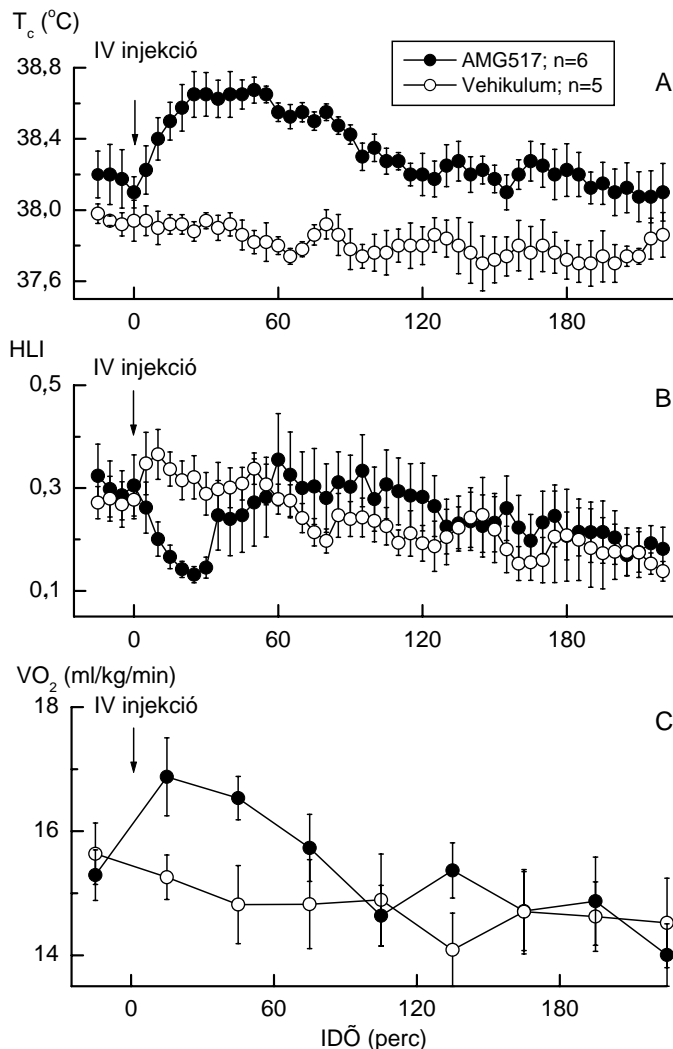 T_c (°C)
IV injekció
AMG517; n=6
Vehikulum; n=5
A
38,8
38,4
38,0
37,6
0
60
120
180
HLI
IV injekció
B
0,5
0,3
0,1
0
60
120
180
VO₂ (ml/kg/min)
IV injekció
C
18
16
14
0
60
120
180
IDÕ (perc)